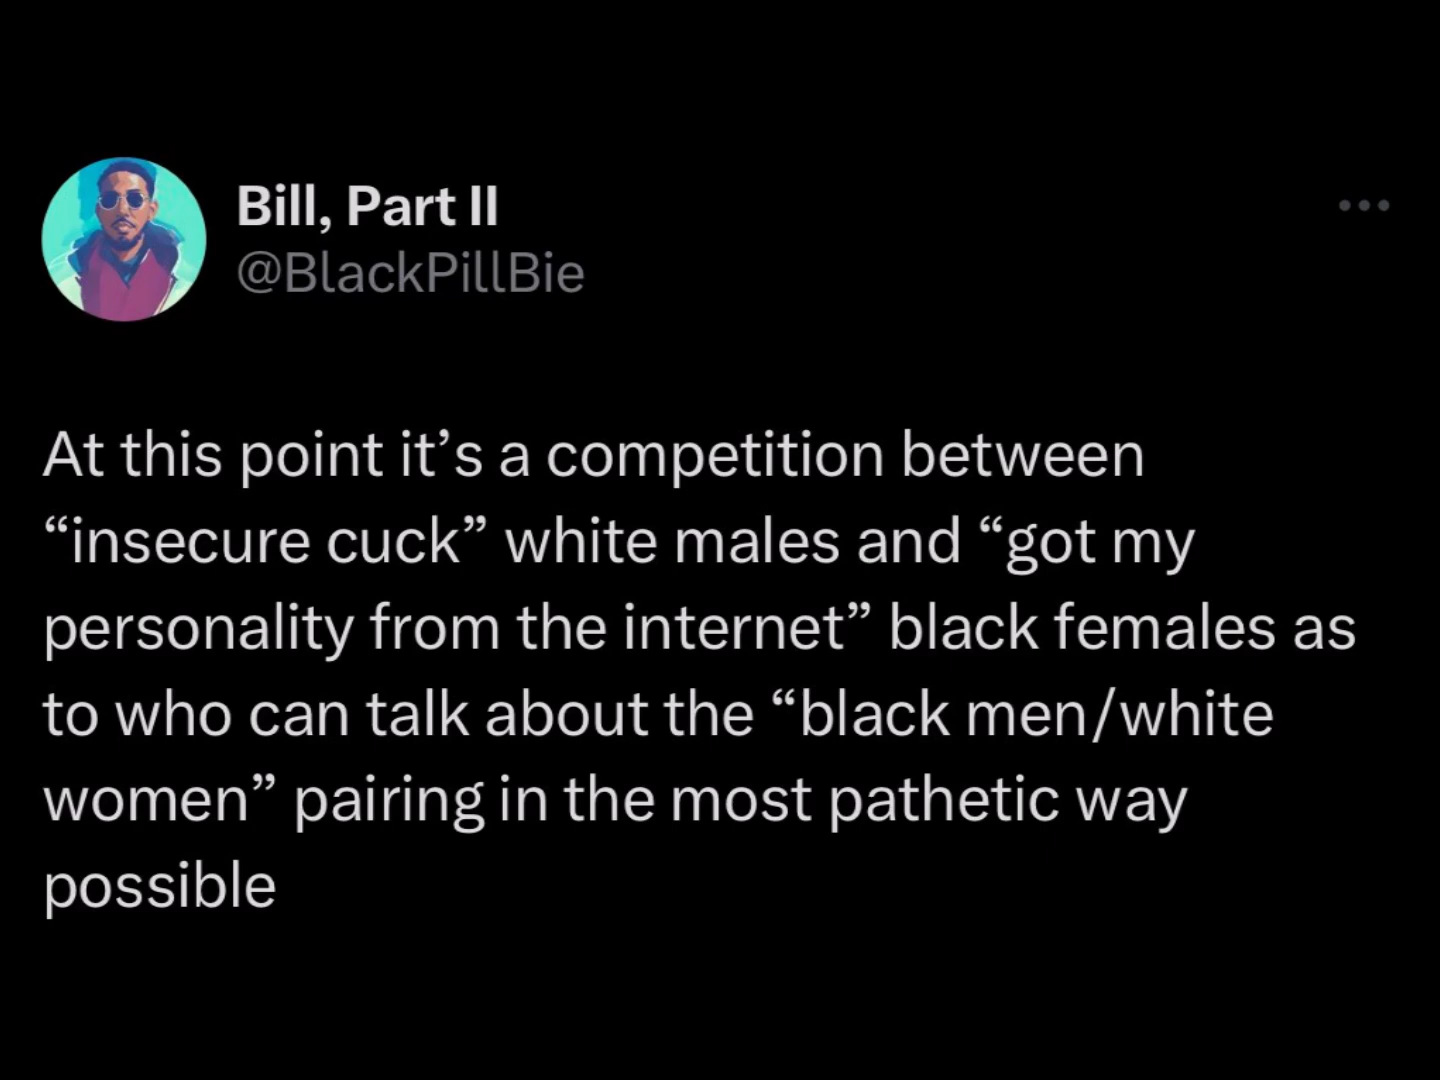 Bill, Part II
@BlackPillBie
At this point it’s a competition between
“insecure cuck” white males and “got my
personality from the internet” black females as
to who can talk about the “black men/white
women” pairing in the most pathetic way
possible